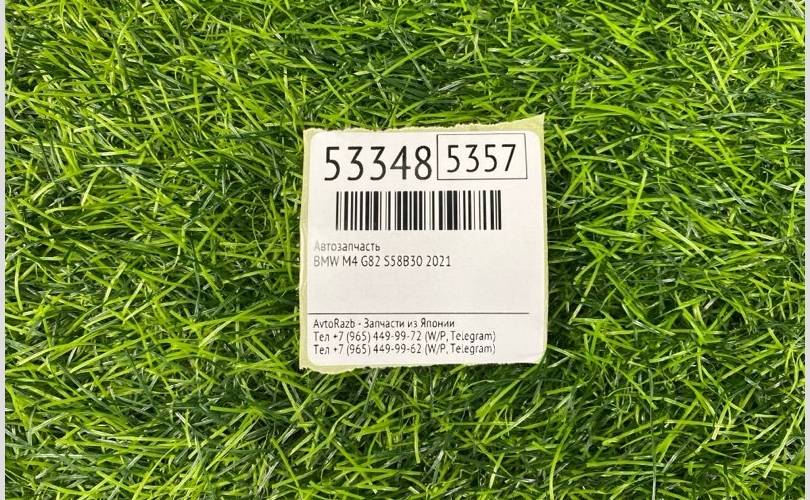 53348 5357
Автозапчасть
BMW M4 G82 S58B30 2021
AvtoRazb - Запчасти из Японии
Тел +7 (965) 449-99-72 (W/P, Telegram)
Тел +7 (965) 449-99-62 (W/P, Telegram)